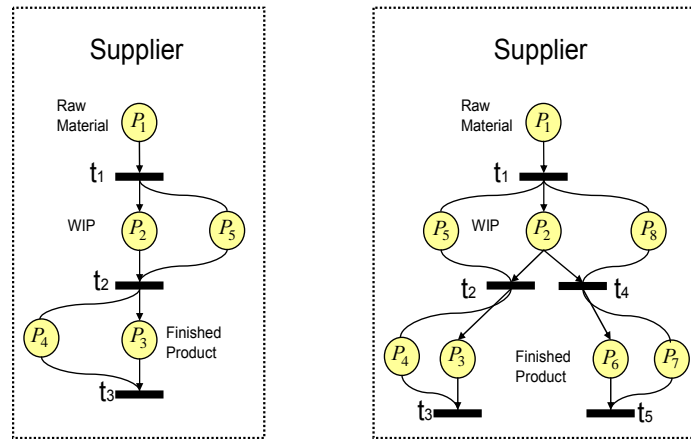 Supplier
Raw
Material
P1
t1
WIP
P2
P5
t2
P4
P3
Finished
Product
t3
Supplier
Raw
Material
P1
t1
P5
WIP
P2
P8
t2
t4
P4
P3
Finished
Product
P6
P7
t3
t5